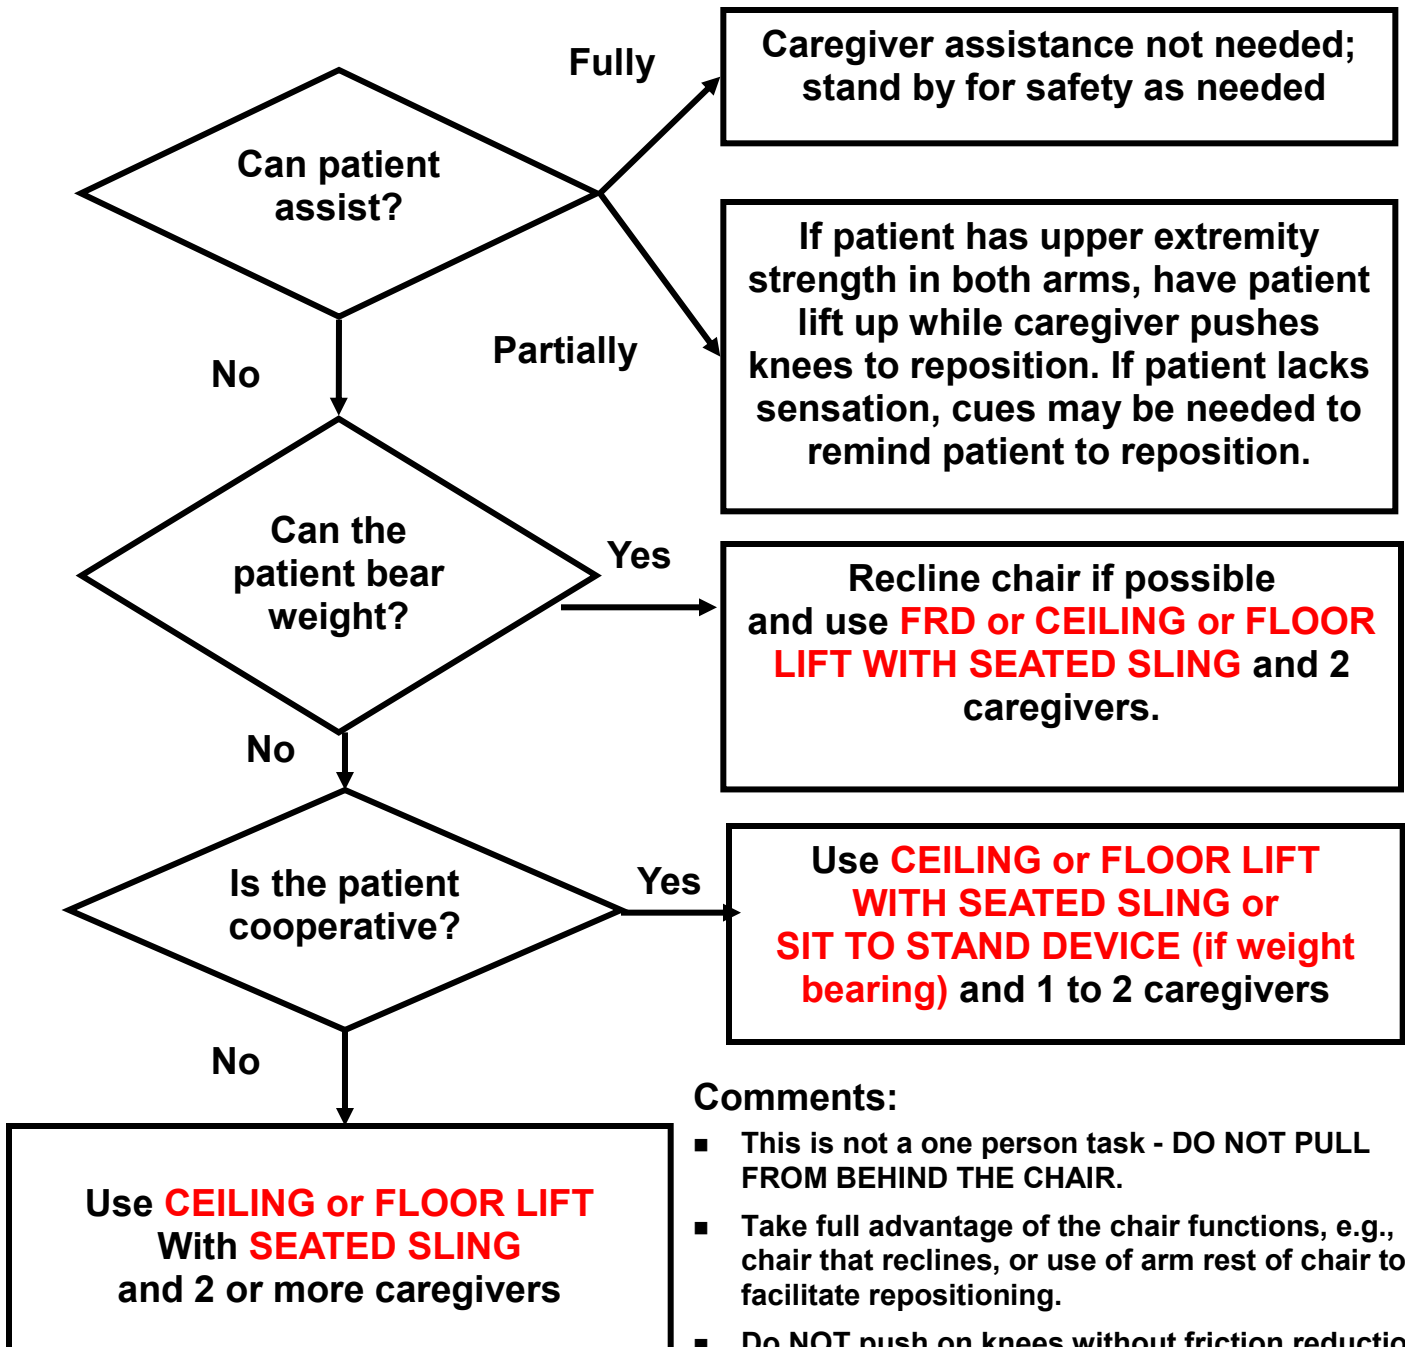 Can patient
assist?
Fully
Caregiver assistance not needed;
stand by for safety as needed
Partially
If patient has upper extremity
strength in both arms, have patient
lift up while caregiver pushes
knees to reposition. If patient lacks
sensation, cues may be needed to
remind patient to reposition.
No
Can the
patient bear
weight?
Yes
Recline chair if possible
and use FRD or CEILING or FLOOR
LIFT WITH SEATED SLING and 2
caregivers.
No
Is the patient
cooperative?
Yes
Use CEILING or FLOOR LIFT
WITH SEATED SLING or
SIT TO STAND DEVICE (if weight
bearing) and 1 to 2 caregivers
No
Use CEILING or FLOOR LIFT
With SEATED SLING
and 2 or more caregivers
Comments:
■ This is not a one person task - DO NOT PULL
FROM BEHIND THE CHAIR.
■ Take full advantage of the chair functions, e.g.,
chair that reclines, or use of arm rest of chair to
facilitate repositioning.
■ Do NOT push on knees without friction reductio